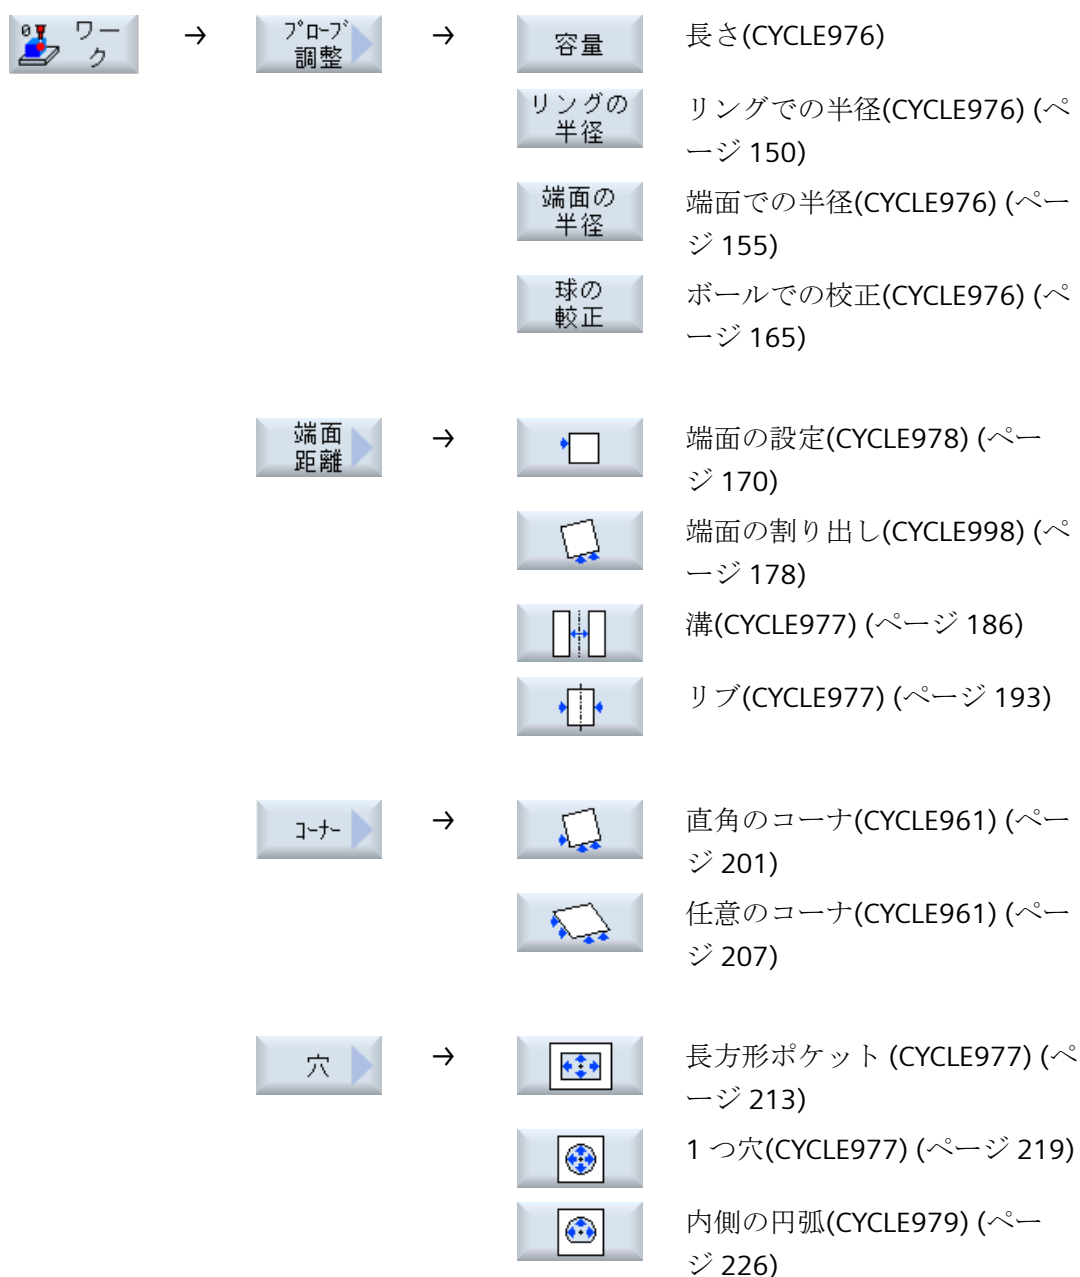 ワー
ク
→
プローブ
調整
→
容量
長さ(CYCLE976)
リングの
半径
リングでの半径(CYCLE976) (ペ
ージ 150)
端面の
半径
端面での半径(CYCLE976) (ペー
ジ 155)
球の
較正
ボールでの校正(CYCLE976) (ペ
ージ 165)
端面
距離
→
端面の設定(CYCLE978) (ペー
ジ 170)
端面の割り出し(CYCLE998) (ペ
ージ 178)
溝(CYCLE977) (ページ 186)
リブ(CYCLE977) (ページ 193)
コーナー
→
直角のコーナ(CYCLE961) (ペー
ジ 201)
任意のコーナ(CYCLE961) (ペー
ジ 207)
穴
→
長方形ポケット (CYCLE977) (ペ
ージ 213)
1 つ穴(CYCLE977) (ページ 219)
内側の円弧(CYCLE979) (ペー
ジ 226)